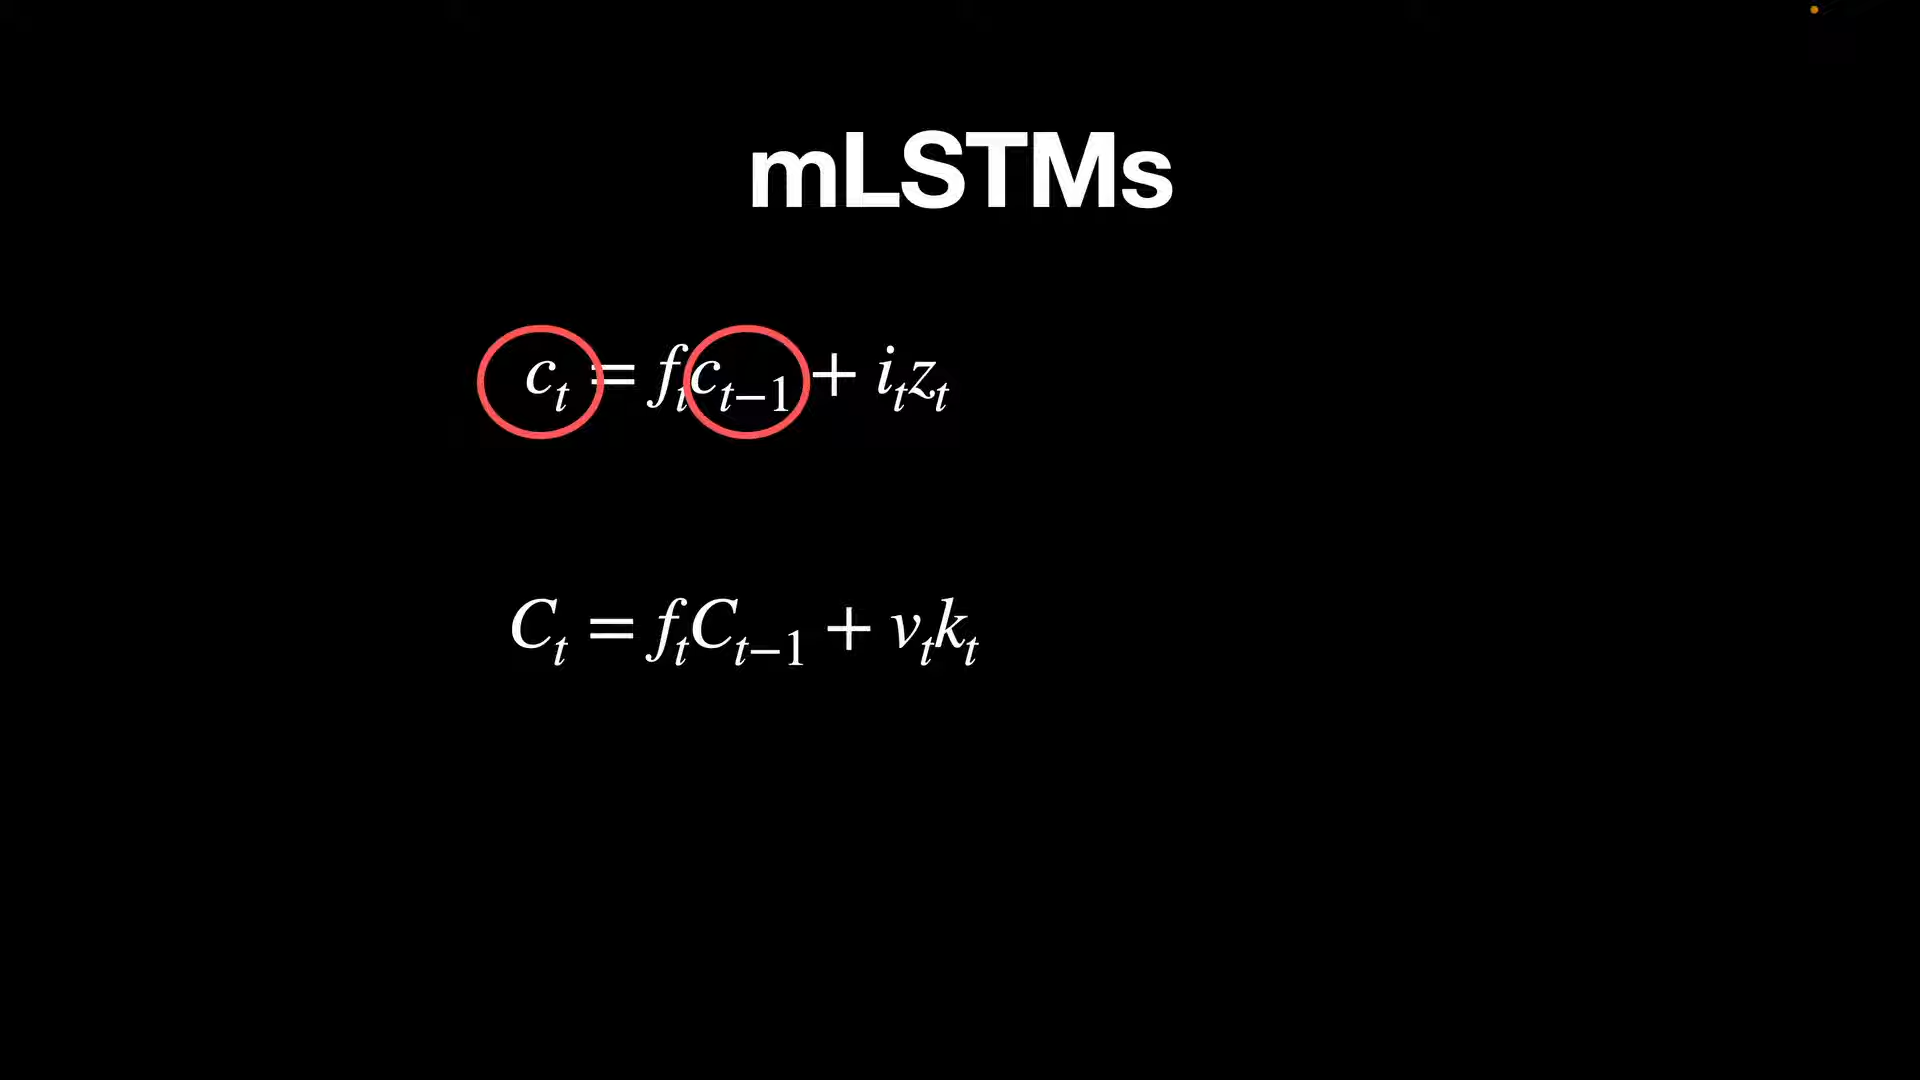 mLSTMs
c_t = f_t c_{t−1} + i_t z_t
C_t = f_t C_{t−1} + v_t k_t